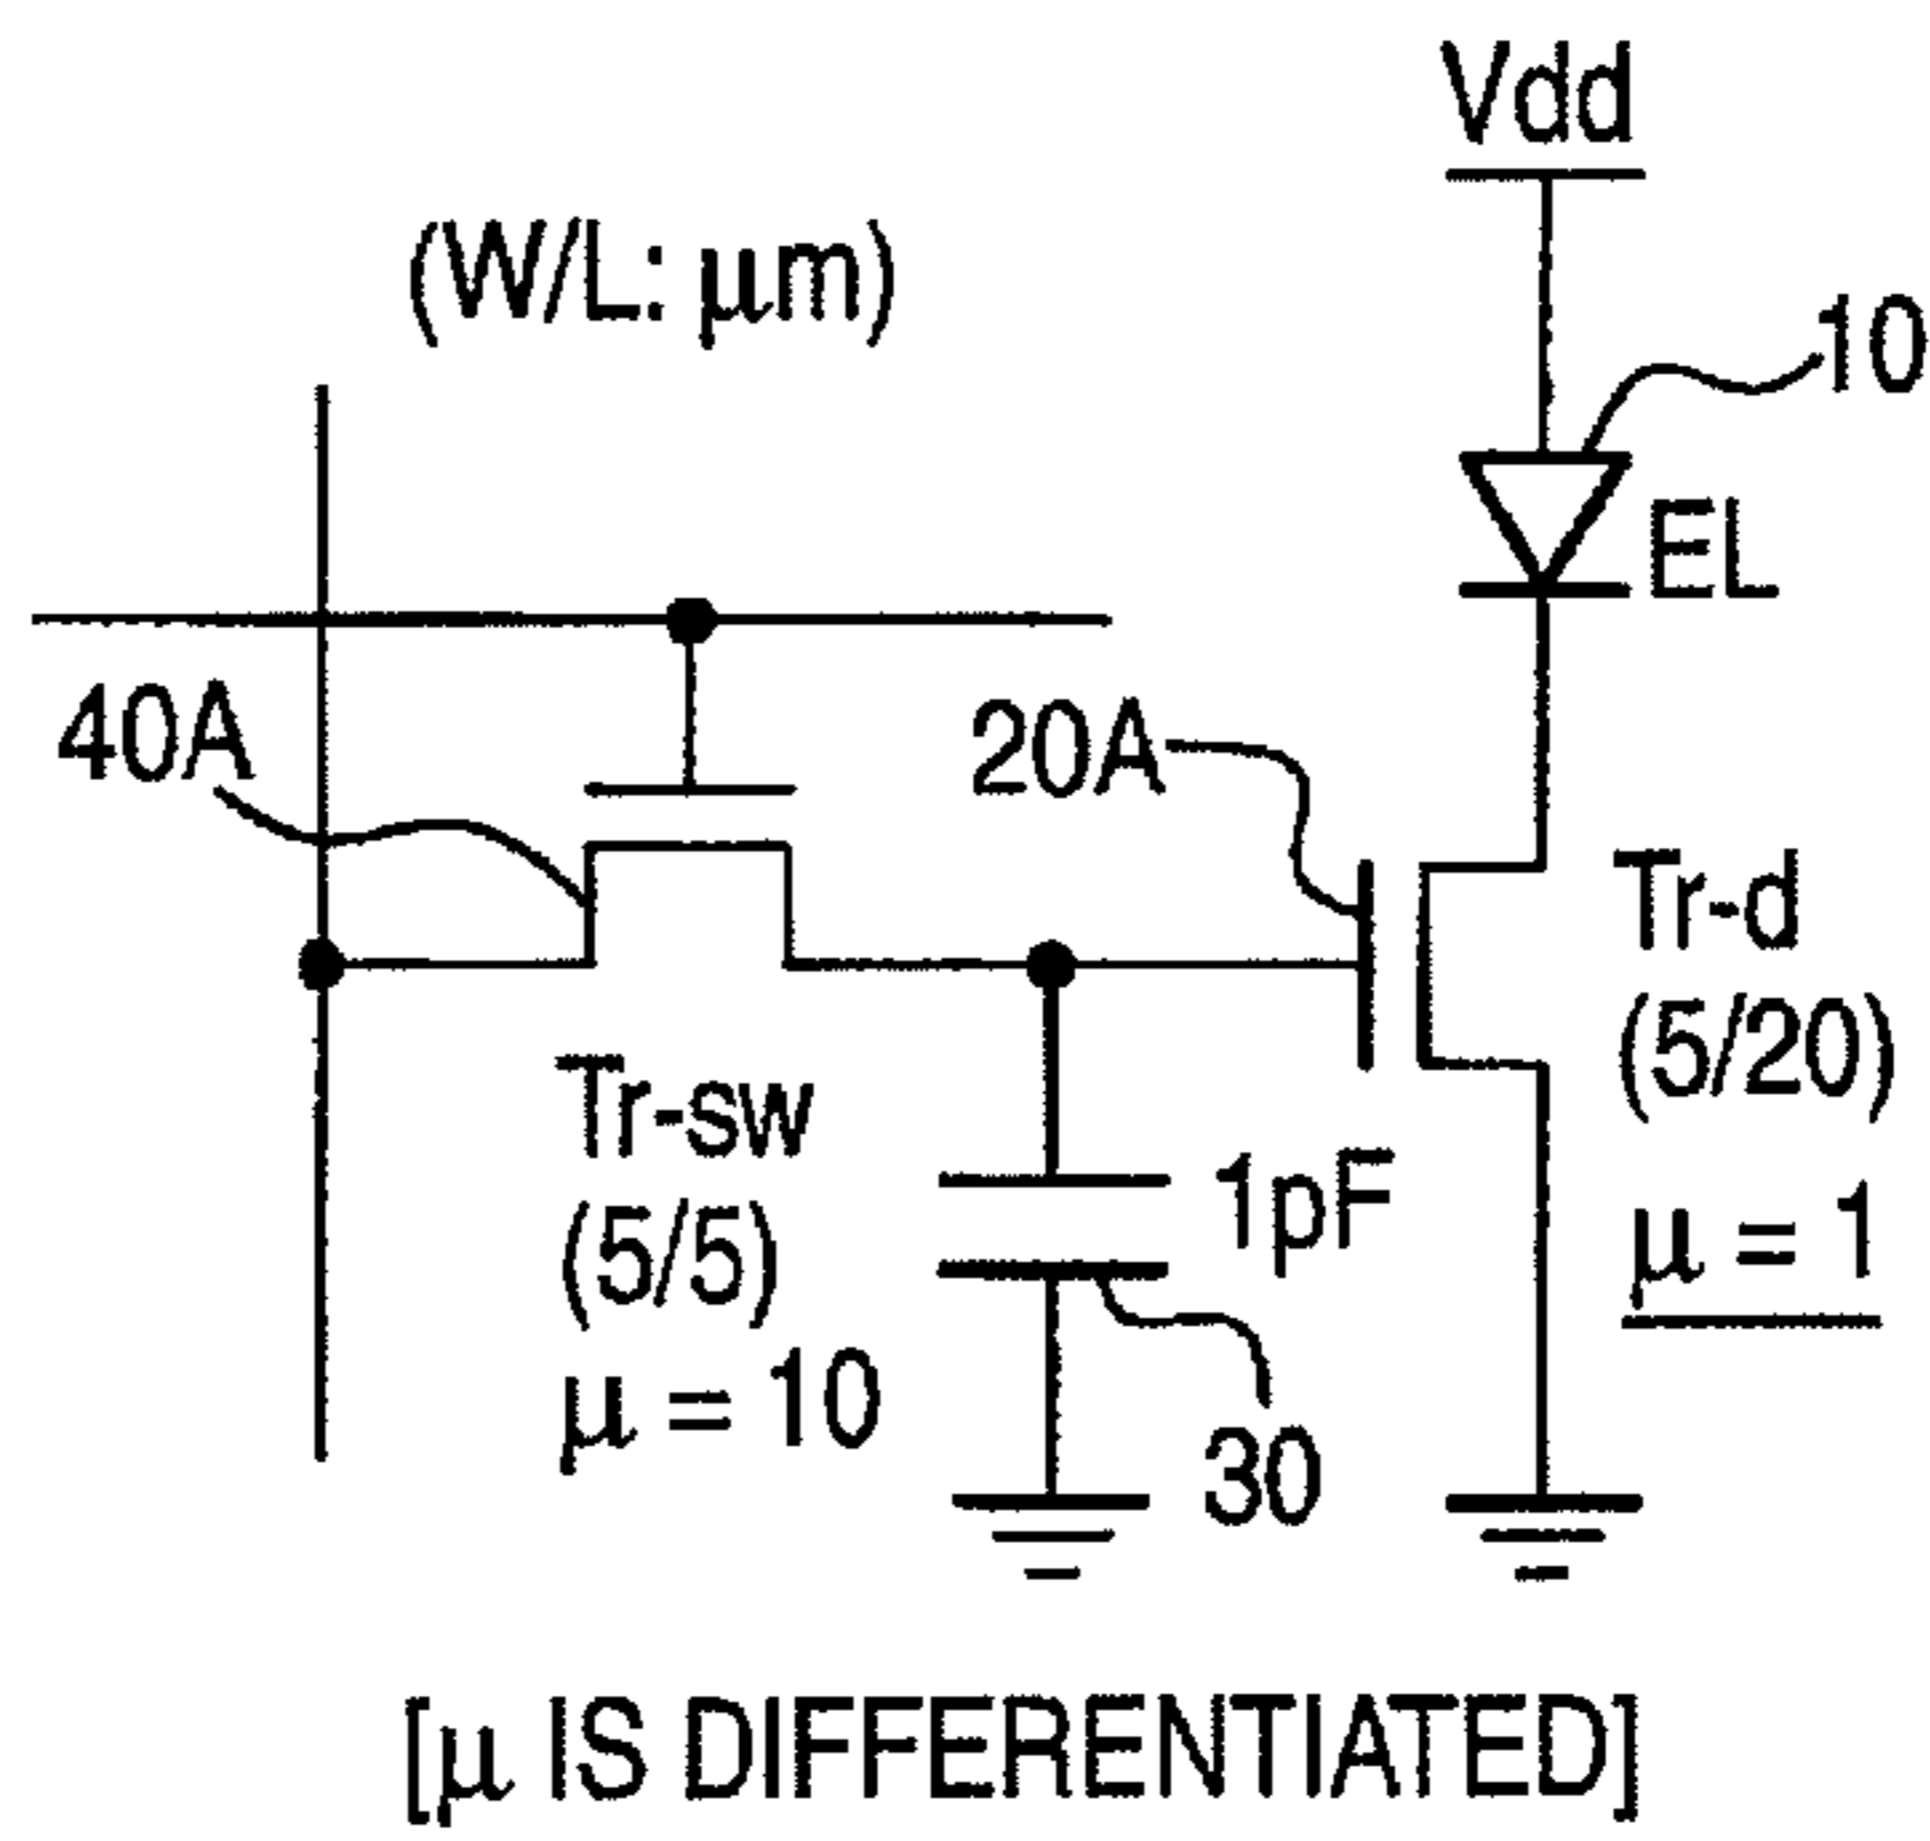 Vdd
(W/L: μm)
10
EL
40A
20A
Tr-d
(5/20)
μ = 1
Tr-sw
(5/5)
μ = 10
1pF
30
[μ IS DIFFERENTIATED]